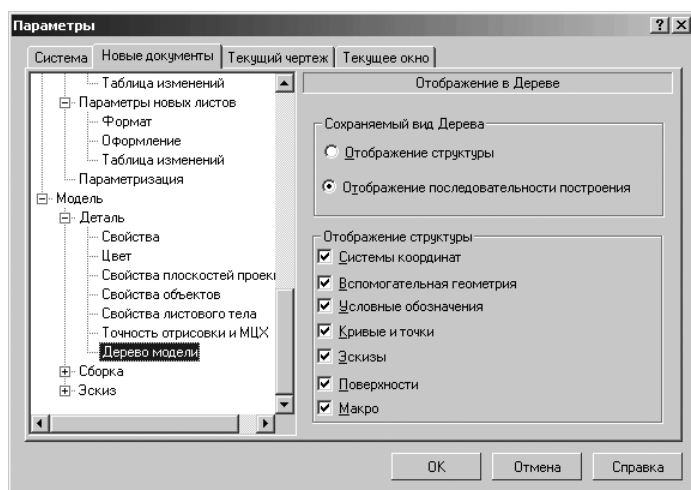 Параметры
Система
Новые документы
Текущий чертеж
Текущее окно
Таблица изменений
Параметры новых листов
Формат
Оформление
Таблица изменений
Параметризация
Модель
Деталь
Свойства
Цвет
Свойства плоскостей проек
Свойства объектов
Свойства листового тела
Точность отрисовки и МЦХ
Дерево модели
Сборка
Эскиз
Отображение в Дереве
Сохраняемый вид Дерева
Отображение структуры
Отображение последовательности построения
Отображение структуры
Системы координат
Вспомогательная геометрия
Условные обозначения
Кривые и точки
Эскизы
Поверхности
Макро
OK
Отмена
Справка